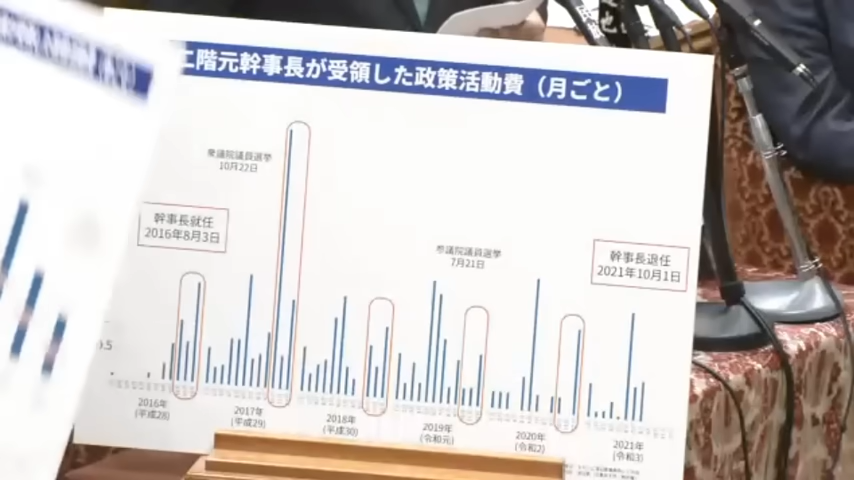 二階元幹事長が受領した政策活動費（月ごと）
衆議院議員選挙
10月22日
幹事長就任
2016年8月3日
参議院議員選挙
7月21日
幹事長退任
2021年10月1日
2016年
(平成28)
2017年
(平成29)
2018年
(平成30)
2019年
(令和元)
2020年
(令和2)
2021年
(令和3)